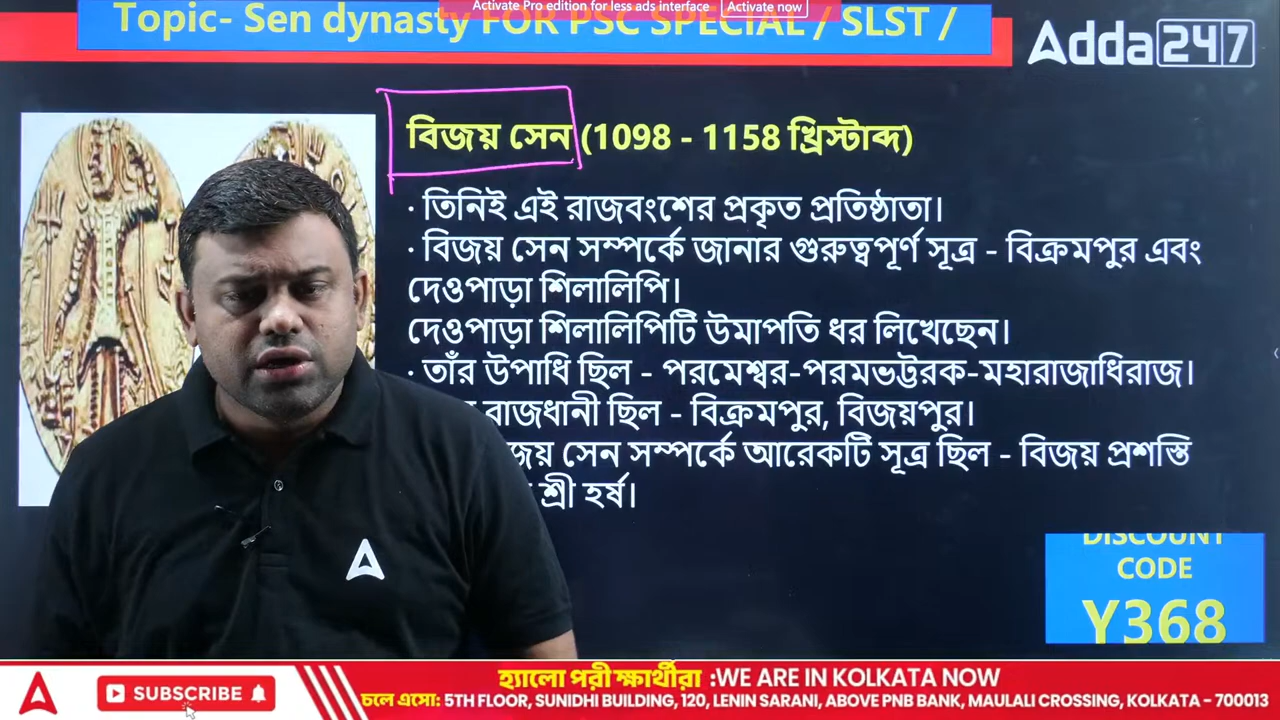 Activate Pro edition for less ads interface Activate now
Topic- Sen dynasty FOR PSC SPECIAL / SLST /
Adda247
বিজয় সেন (1098 - 1158 খ্রিস্টাব্দ)
· তিনিই এই রাজবংশের প্রকৃত প্রতিষ্ঠাতা।
· বিজয় সেন সম্পর্কে জানার গুরুত্বপূর্ণ সূত্র - বিক্রমপুর এবং
দেওপাড়া শিলালিপি।
দেওপাড়া শিলালিপিটি উমাপতি ধর লিখেছেন।
· তাঁর উপাধি ছিল - পরমেশ্বর-পরমভট্টরক-মহারাজাধিরাজ।
রাজধানী ছিল - বিক্রমপুর, বিজয়পুর।
সেন সম্পর্কে আরেকটি সূত্র ছিল - বিজয় প্রশস্তি
শ্রী হর্ষ।
DISCOUNT
CODE
Y368
SUBSCRIBE
হ্যালো পরীক্ষার্থীরা :WE ARE IN KOLKATA NOW
চলে এসো: 5TH FLOOR, SUNIDHI BUILDING, 120, LENIN SARANI, ABOVE PNB BANK, MAULALI CROSSING, KOLKATA - 700013